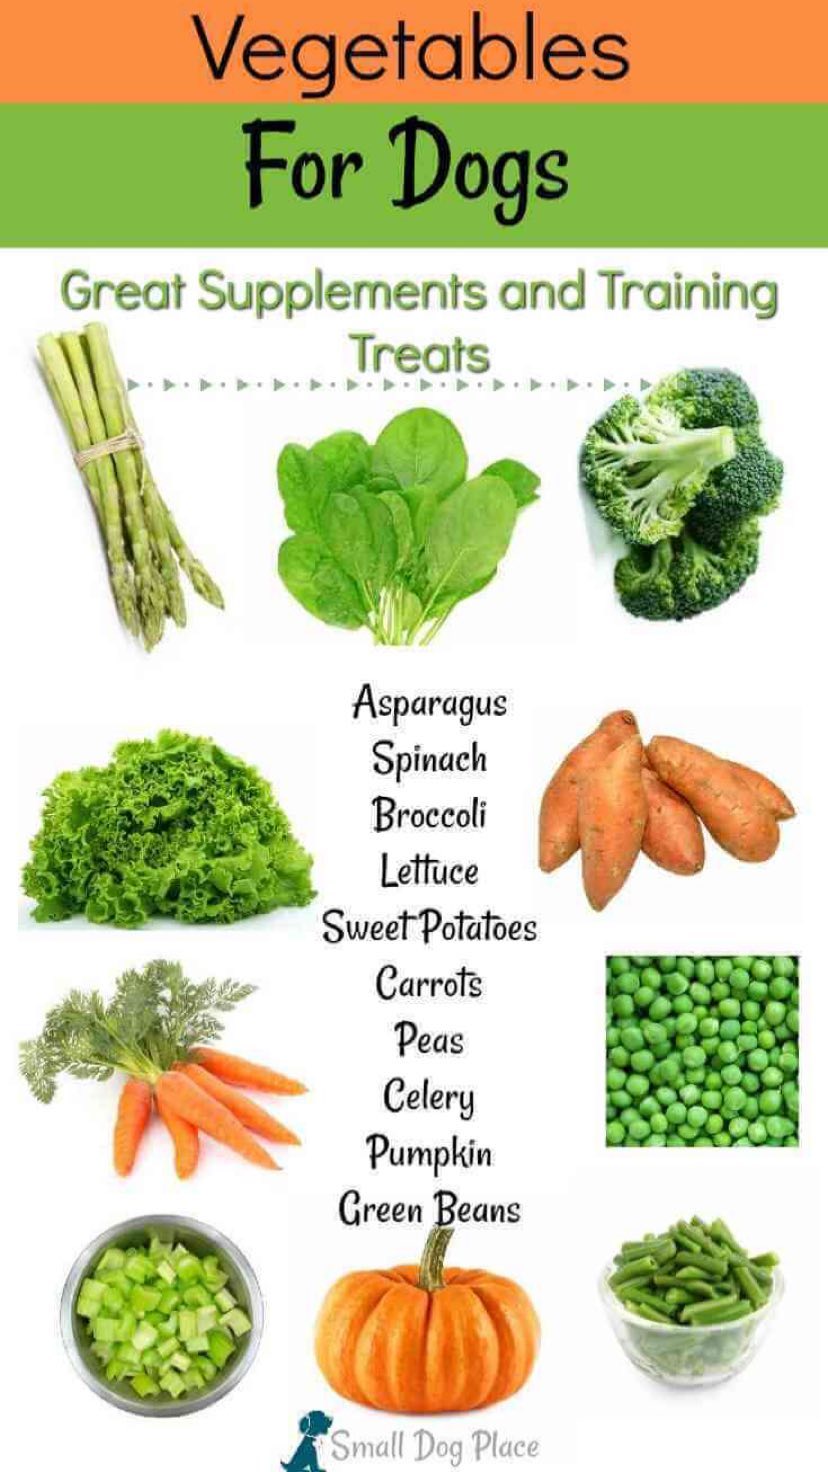 Vegetables
For Dogs
Great Supplements and Training
Treats
Asparagus
Spinach
Broccoli
Lettuce
Sweet Potatoes
Carrots
Peas
Celery
Pumpkin
Green Beans
Small Dog Place